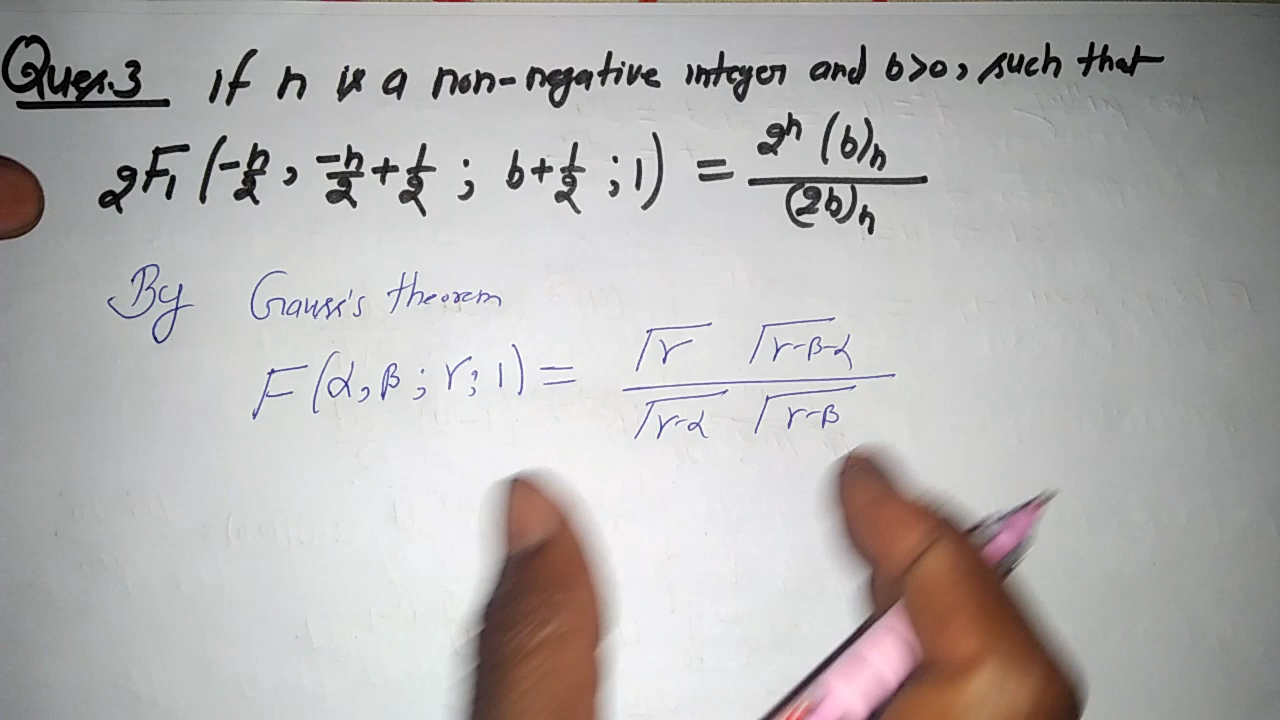 Ques.3 If n is a non-negative integer and b>0, such that
₂F₁ (-n/2, -n/2 + 1/2 ; b + 1/2 ; 1) = 2ⁿ (b)ₙ / (2b)ₙ
By Gauss's theorem
F(α, β ; γ ; 1) = Γγ Γγ-β-α / Γγ-α Γγ-β